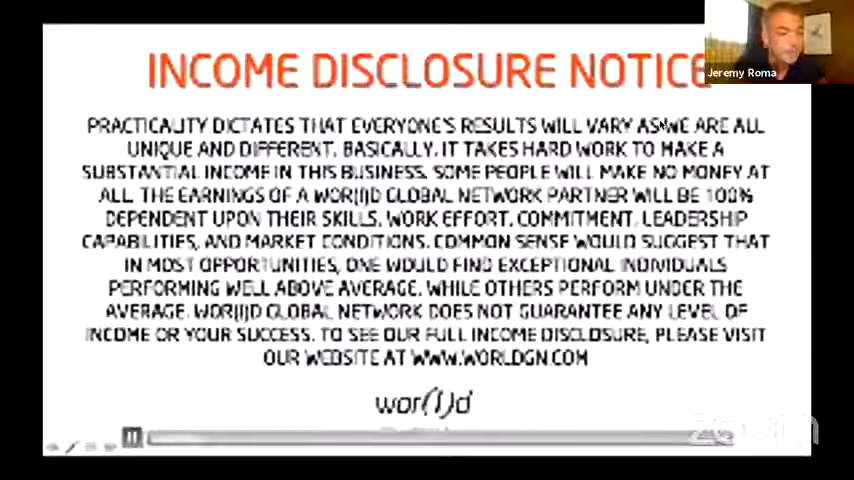 INCOME DISCLOSURE NOTICE
Jeremy Roma
PRACTICALITY DICTATES THAT EVERYONE'S RESULTS WILL VARY AS WE ARE ALL
UNIQUE AND DIFFERENT. BASICALLY, IT TAKES HARD WORK TO MAKE A
SUBSTANTIAL INCOME IN THIS BUSINESS. SOME PEOPLE WILL MAKE NO MONEY AT
ALL. THE EARNINGS OF A WOR(I)D GLOBAL NETWORK PARTNER WILL BE 100%
DEPENDENT UPON THEIR SKILLS, WORK EFFORT, COMMITMENT, LEADERSHIP
CAPABILITIES, AND MARKET CONDITIONS. COMMON SENSE WOULD SUGGEST THAT
IN MOST OPPORTUNITIES, ONE WOULD FIND EXCEPTIONAL INDIVIDUALS
PERFORMING WELL ABOVE AVERAGE, WHILE OTHERS PERFORM UNDER THE
AVERAGE. WOR(I)D GLOBAL NETWORK DOES NOT GUARANTEE ANY LEVEL OF
INCOME OR YOUR SUCCESS. TO SEE OUR FULL INCOME DISCLOSURE, PLEASE VISIT
OUR WEBSITE AT WWW.WORLDGN.COM
wor(l)d
zoom